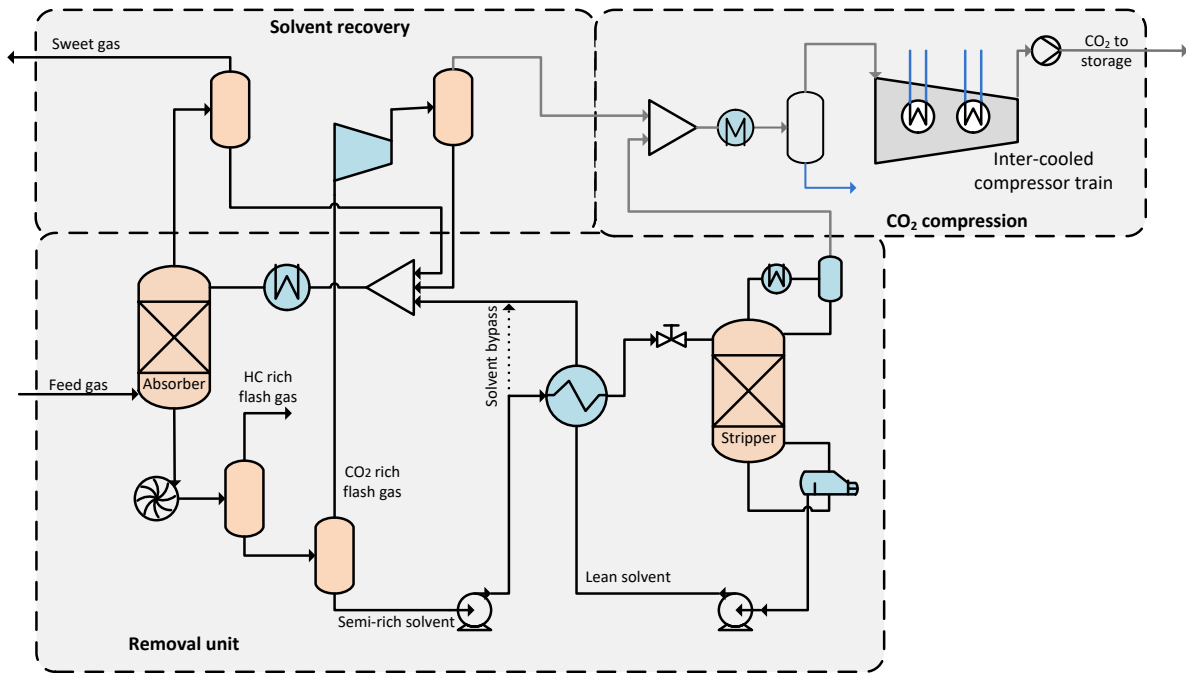 Solvent recovery
Sweet gas
CO₂ to
storage
Inter-cooled
compressor train
CO₂ compression
Feed gas
Absorber
HC rich
flash gas
CO2 rich
flash gas
Solvent bypass
Stripper
Lean solvent
Semi-rich solvent
Removal unit